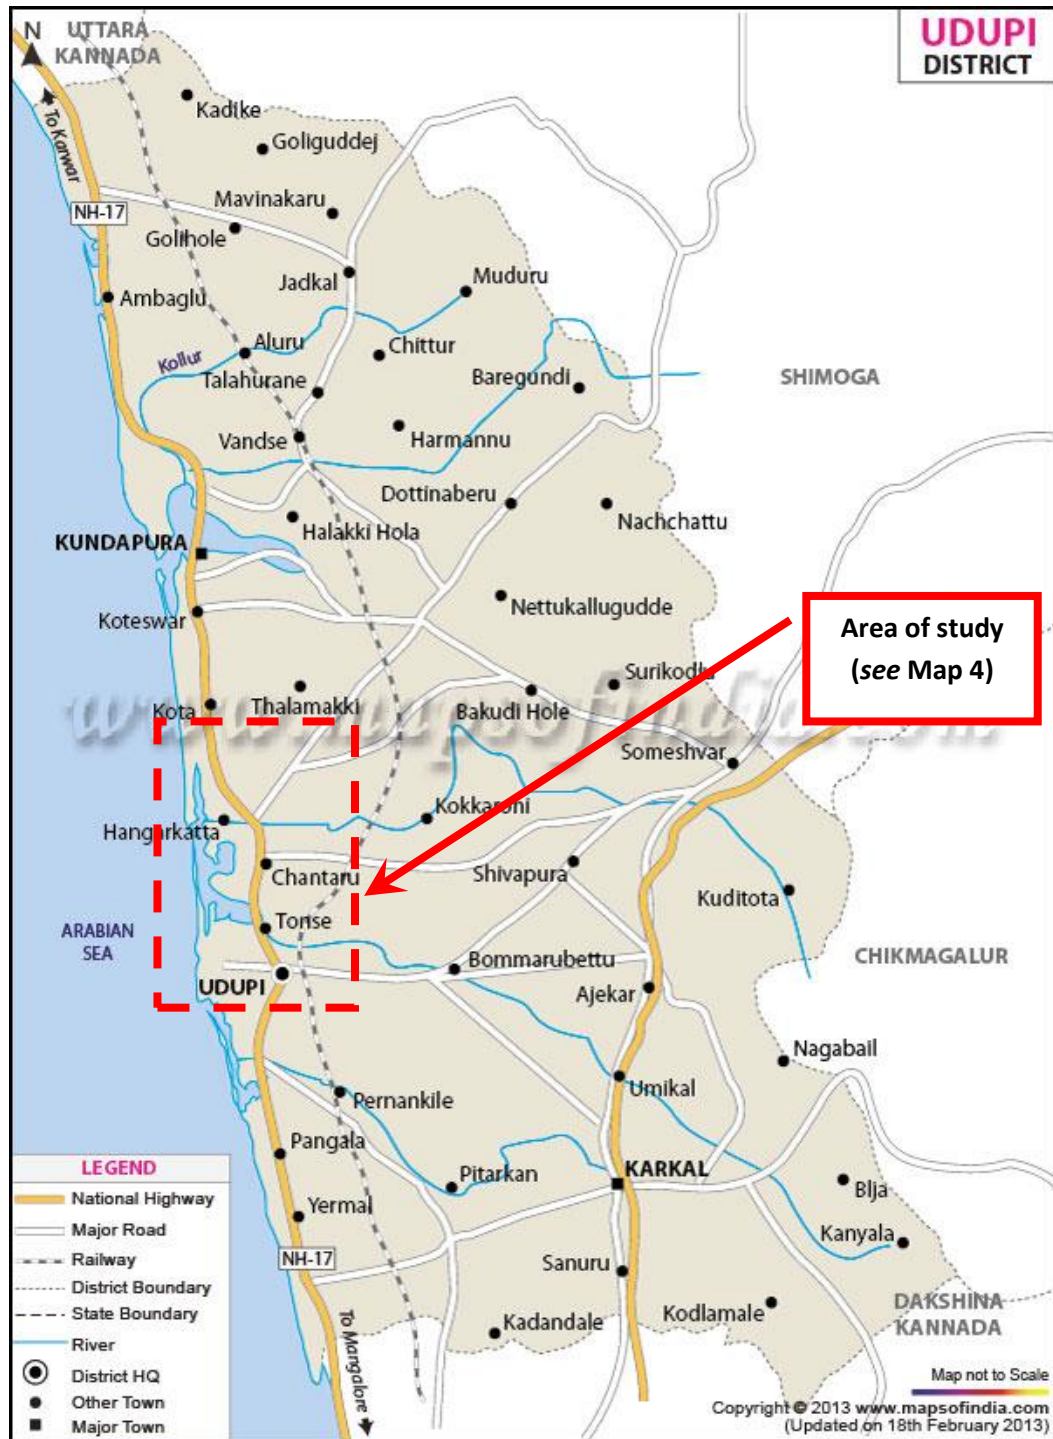 UDUPI
DISTRICT
N
UTTARA
KANNADA
To Karwar
Kadike
Goliguddej
Mavinakaru
NH-17
Golihole
Jadkal
Muduru
Ambaglu
Kollur
Aluru
Chittur
Talahurane
Baregundi
SHIMOGA
Vandse
Harmannu
Dottinaberu
Nachchattu
Halakki Hola
KUNDAPURA
Nettukallugudde
Koteswar
Area of study
(see Map 4)
Surikodlu
Thalamakki
Kota
Bakudi Hole
www.mapsofindia.com
Someshvar
Hangarkatta
Kokkaroni
Chantaru
Shivapura
Kuditota
Tonse
ARABIAN
SEA
Bommarubettu
CHIKMAGALUR
UDUPI
Ajekar
Nagabail
Umikal
Pernankile
Pangala
Pitarkan
KARKAL
Blja
Yermal
Kanyala
NH-17
Sanuru
Kodlamale
DAKSHINA
KANNADA
Kadandale
To Mangalore
LEGEND
National Highway
Major Road
Railway
District Boundary
State Boundary
River
District HQ
Other Town
Major Town
Map not to Scale
Copyright © 2013 www.mapsofindia.com
(Updated on 18th February 2013)